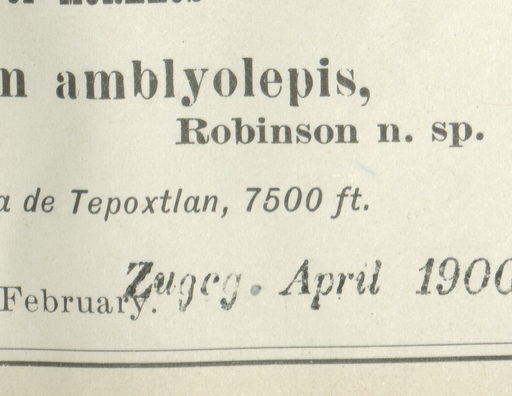 m amblyolepis,
Robinson n. sp.
a de Tepoxtlan, 7500 ft.
Zugeg. April 1900
February.